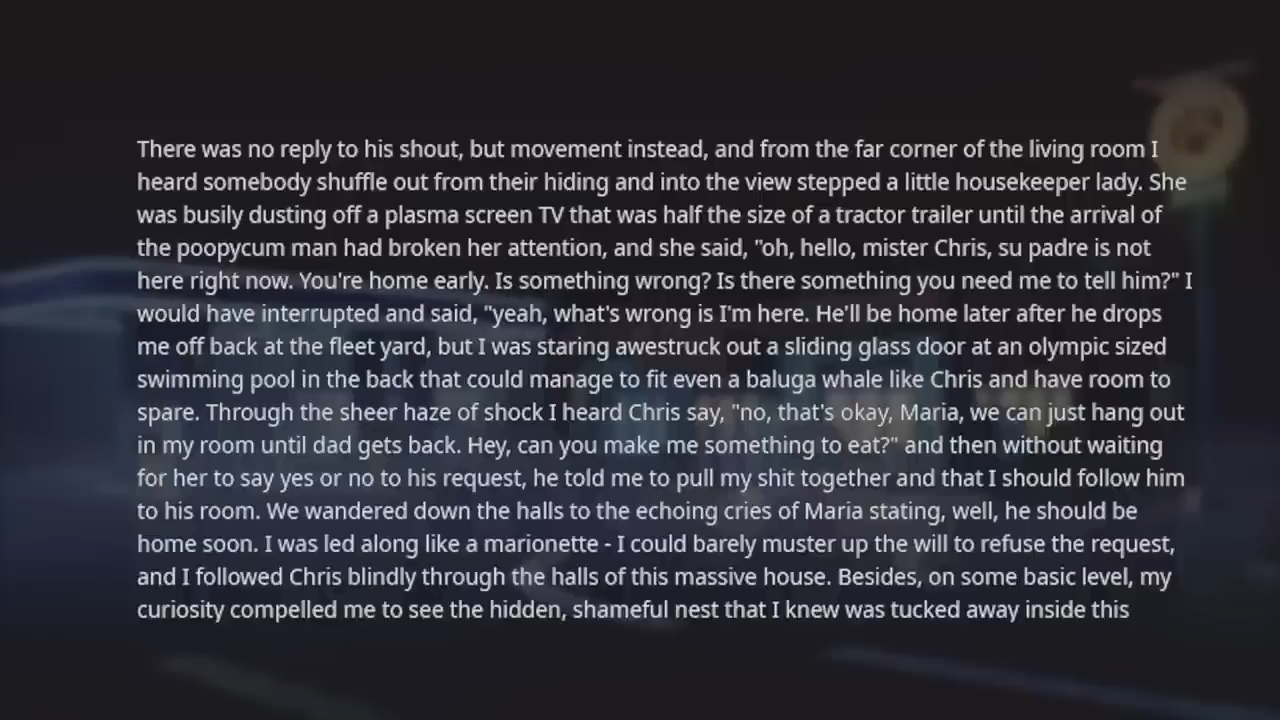 There was no reply to his shout, but movement instead, and from the far corner of the living room I
heard somebody shuffle out from their hiding and into the view stepped a little housekeeper lady. She
was busily dusting off a plasma screen TV that was half the size of a tractor trailer until the arrival of
the poopycum man had broken her attention, and she said, "oh, hello, mister Chris, su padre is not
here right now. You're home early. Is something wrong? Is there something you need me to tell him?" I
would have interrupted and said, "yeah, what's wrong is I'm here. He'll be home later after he drops
me off back at the fleet yard, but I was staring awestruck out a sliding glass door at an olympic sized
swimming pool in the back that could manage to fit even a baluga whale like Chris and have room to
spare. Through the sheer haze of shock I heard Chris say, "no, that's okay, Maria, we can just hang out
in my room until dad gets back. Hey, can you make me something to eat?" and then without waiting
for her to say yes or no to his request, he told me to pull my shit together and that I should follow him
to his room. We wandered down the halls to the echoing cries of Maria stating, well, he should be
home soon. I was led along like a marionette - I could barely muster up the will to refuse the request,
and I followed Chris blindly through the halls of this massive house. Besides, on some basic level, my
curiosity compelled me to see the hidden, shameful nest that I knew was tucked away inside this